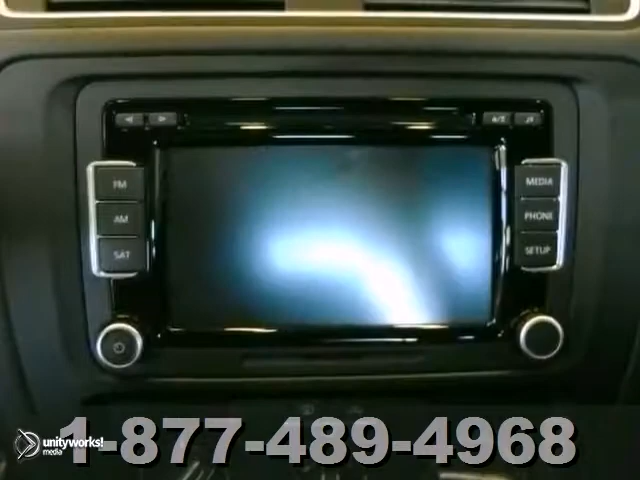 FM
AM
SAT
MEDIA
PHONE
SETUP
1-877-489-4968
unityworks!
media